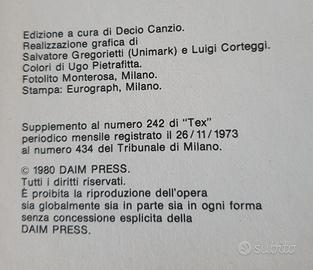 Edizione a cura di Decio Canzio.
Realizzazione grafica di
Salvatore Gregorietti (Unimark) e Luigi Corteggi.
Colori di Ugo Pietrafitta.
Fotolito Monterosa, Milano.
Stampa: Eurograph, Milano.
Supplemento al numero 242 di “Tex”
periodico mensile registrato il 26/11/1973
al numero 434 del Tribunale di Milano.
© 1980 DAIM PRESS.
Tutti i diritti riservati.
È proibita la riproduzione dell'opera
sia globalmente sia in parte sia in ogni forma
senza concessione esplicita della
DAIM PRESS.
subito